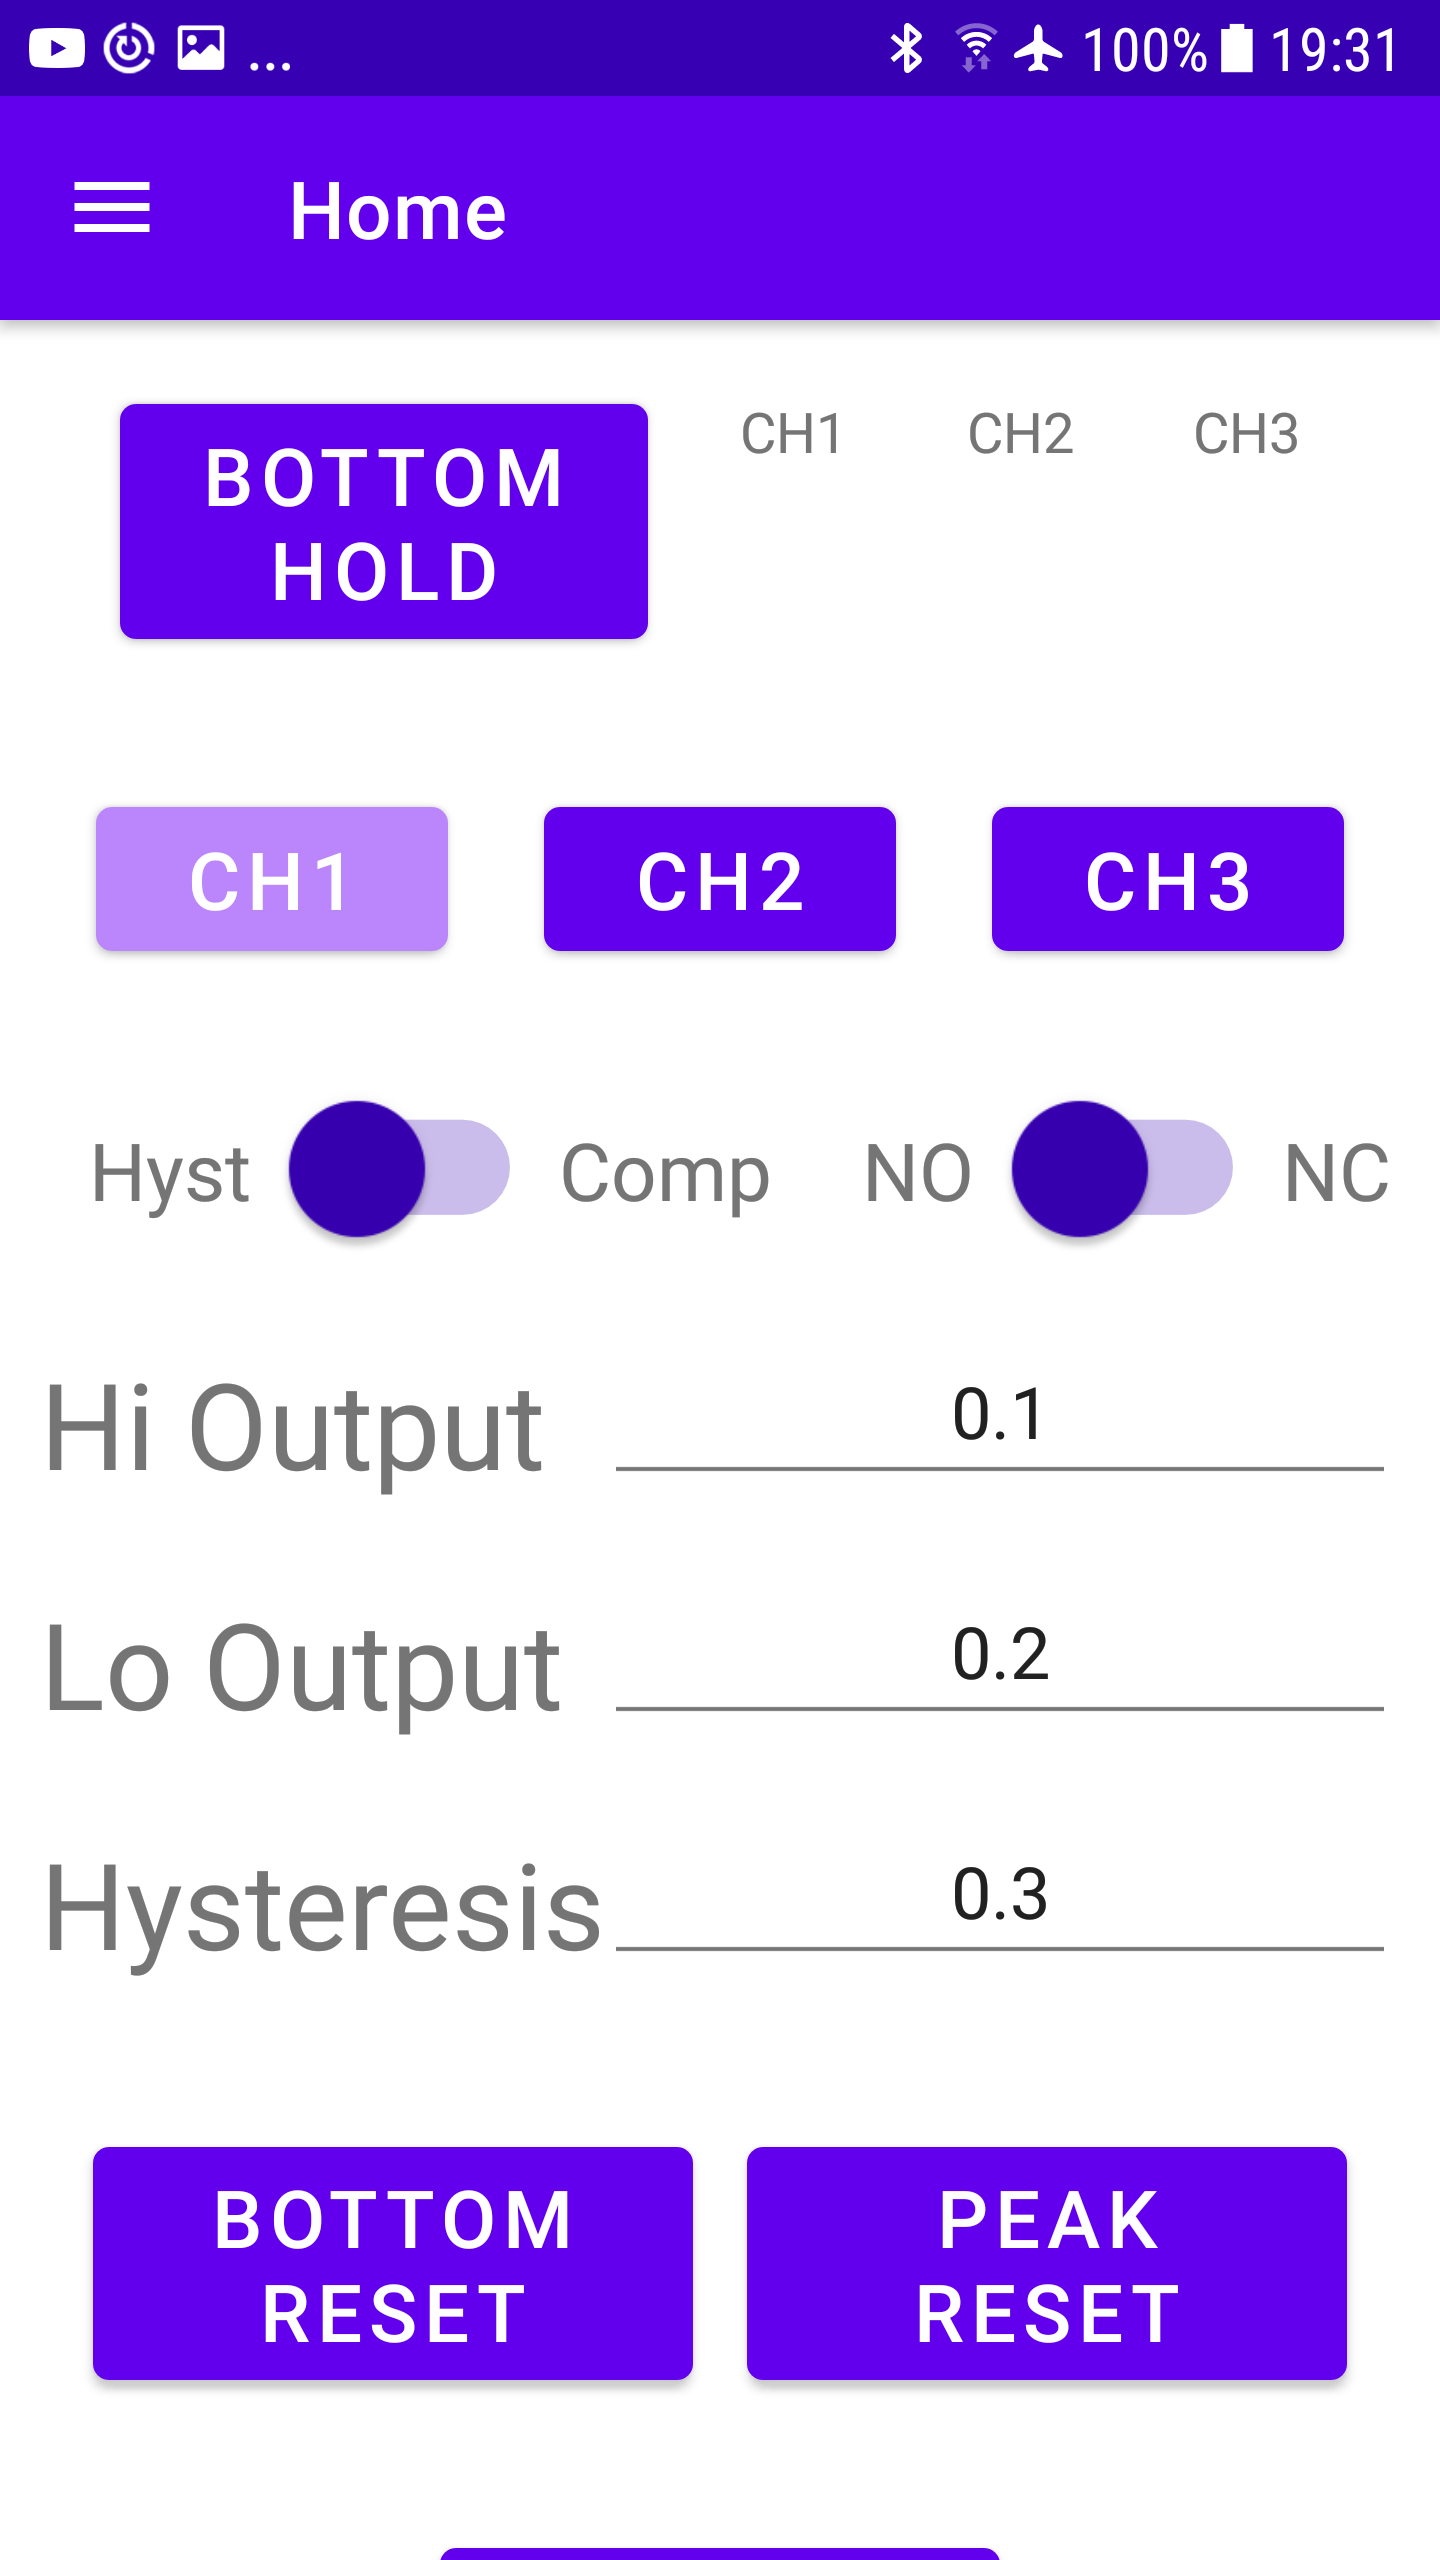 ... 100% 19:31
Home
BOTTOM
HOLD
CH1 CH2 CH3
CH1 CH2 CH3
Hyst Comp NO NC
Hi Output 0.1
Lo Output 0.2
Hysteresis 0.3
BOTTOM
RESET
PEAK
RESET